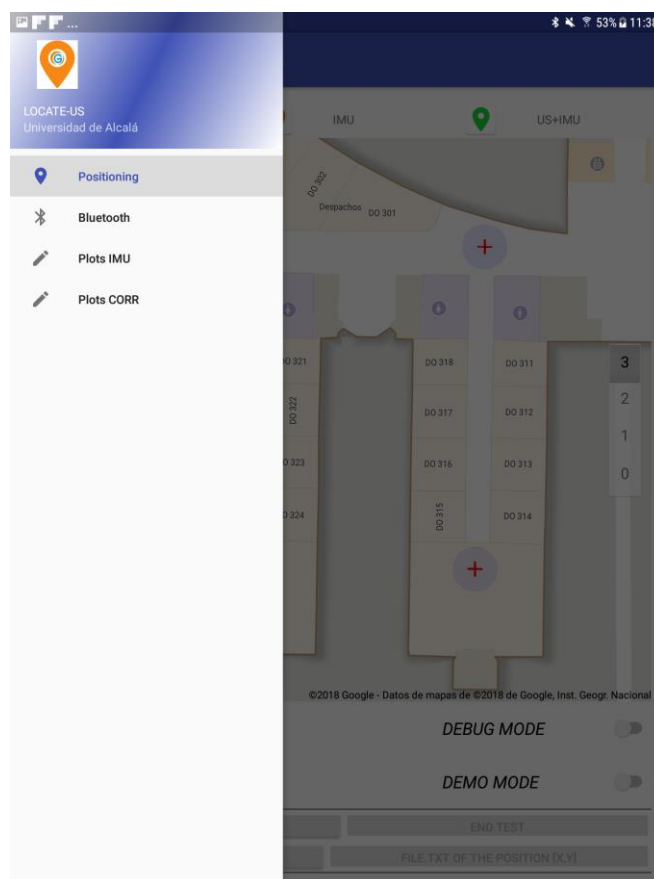 ... 53% 11:38
LOCATE-US
Universidad de Alcalá
IMU US+IMU
Positioning
Bluetooth
Plots IMU
Plots CORR
DO 302
Despachos DO 301
DO 321 DO 318 DO 311
DO 322 DO 317 DO 312
DO 323 DO 316 DO 313
DO 324 DO 315 DO 314
3
2
1
0
©2018 Google - Datos de mapas de ©2018 de Google, Inst. Geogr. Nacional
DEBUG MODE
DEMO MODE
END TEST
FILE TXT OF THE POSITION [X,Y]